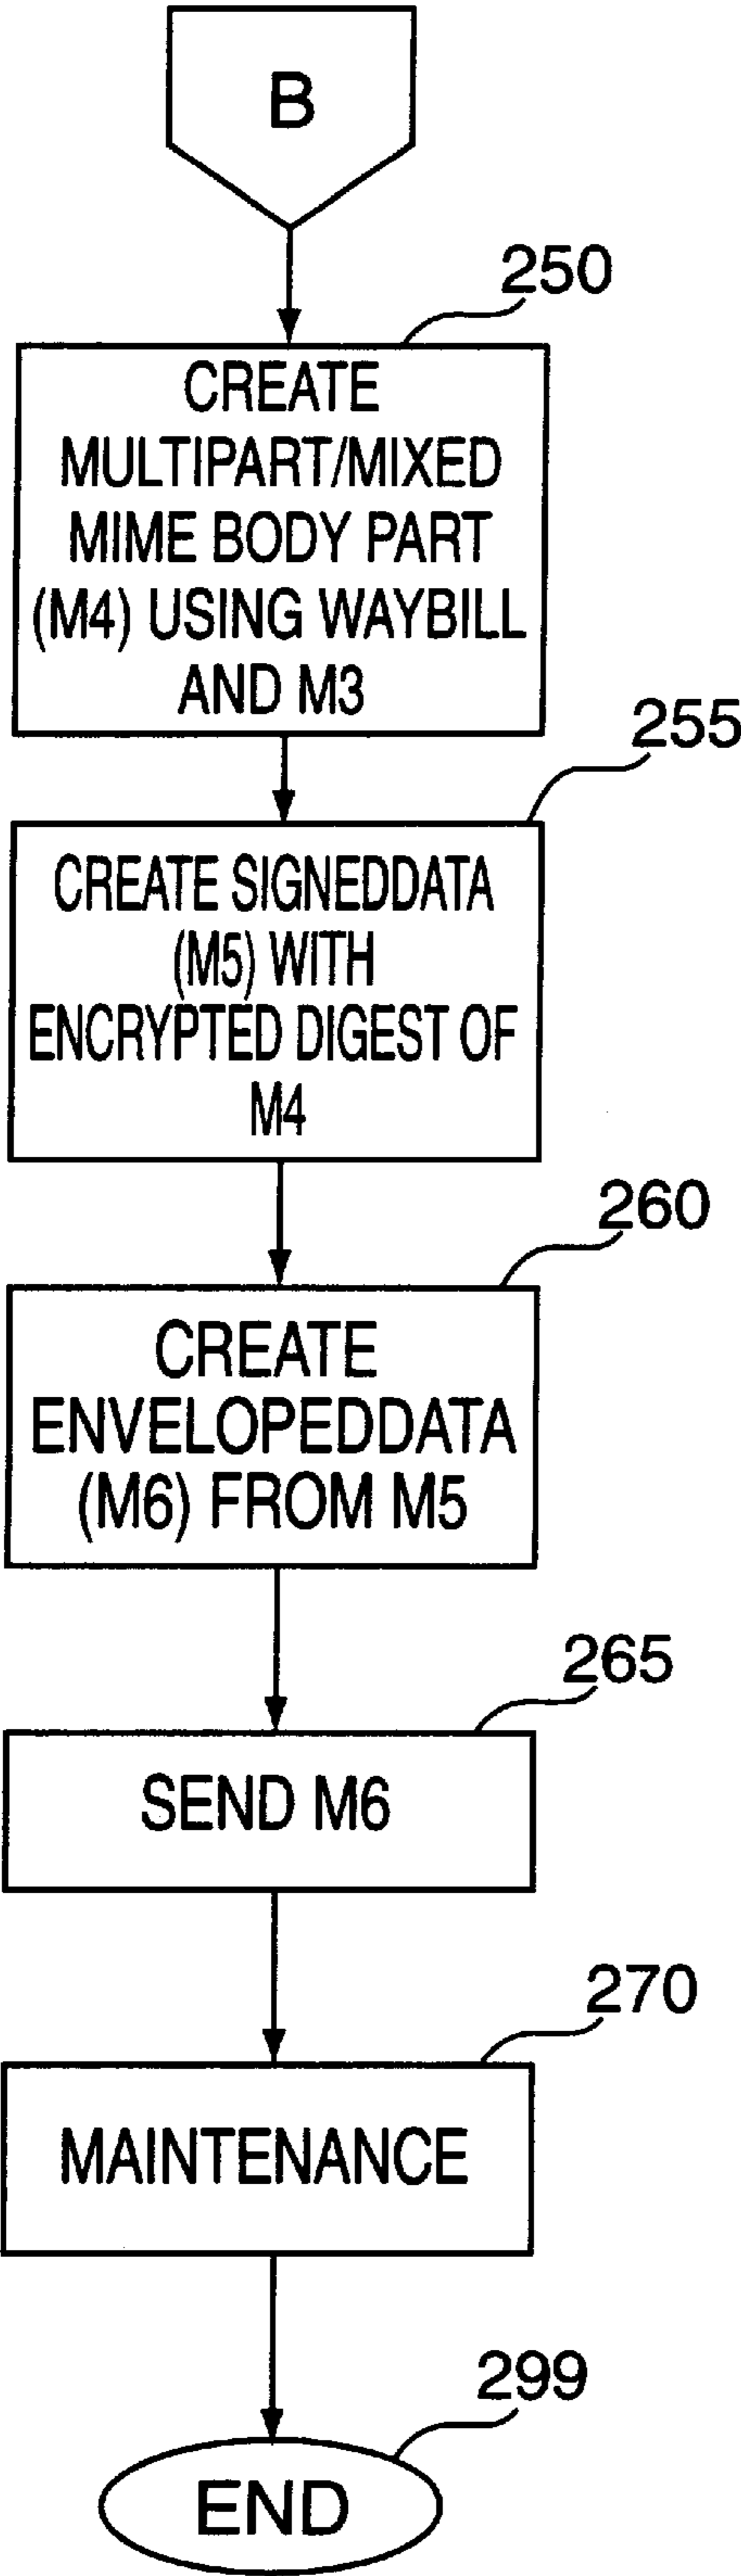 B
250
CREATE
MULTIPART/MIXED
MIME BODY PART
(M4) USING WAYBILL
AND M3
255
CREATE SIGNEDDATA
(M5) WITH
ENCRYPTED DIGEST OF
M4
260
CREATE
ENVELOPEDDATA
(M6) FROM M5
265
SEND M6
270
MAINTENANCE
299
END